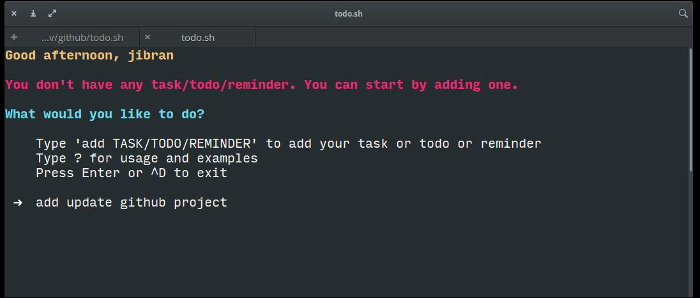 todo.sh
...v/github/todo.sh
todo.sh
Good afternoon, jibran
You don't have any task/todo/reminder. You can start by adding one.
What would you like to do?
Type 'add TASK/TODO/REMINDER' to add your task or todo or reminder
Type ? for usage and examples
Press Enter or ^D to exit
➜ add update github project